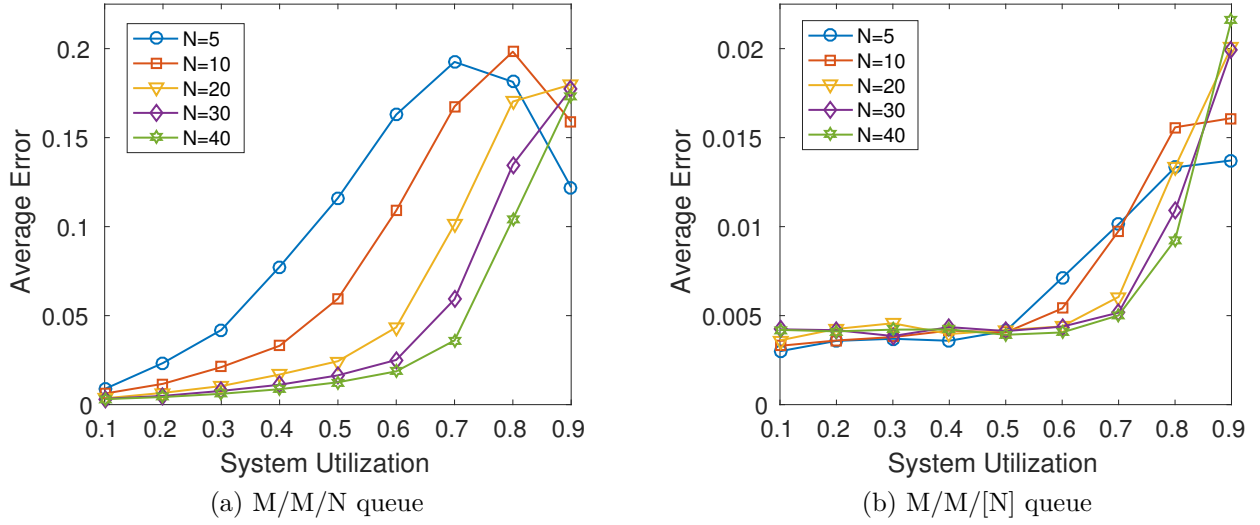 0.2
0.15
0.1
0.05
0
Average Error
N=5
N=10
N=20
N=30
N=40
0.1 0.2 0.3 0.4 0.5 0.6 0.7 0.8 0.9
System Utilization
(a) M/M/N queue
0.02
0.015
0.01
0.005
0
Average Error
N=5
N=10
N=20
N=30
N=40
0.1 0.2 0.3 0.4 0.5 0.6 0.7 0.8 0.9
System Utilization
(b) M/M/[N] queue